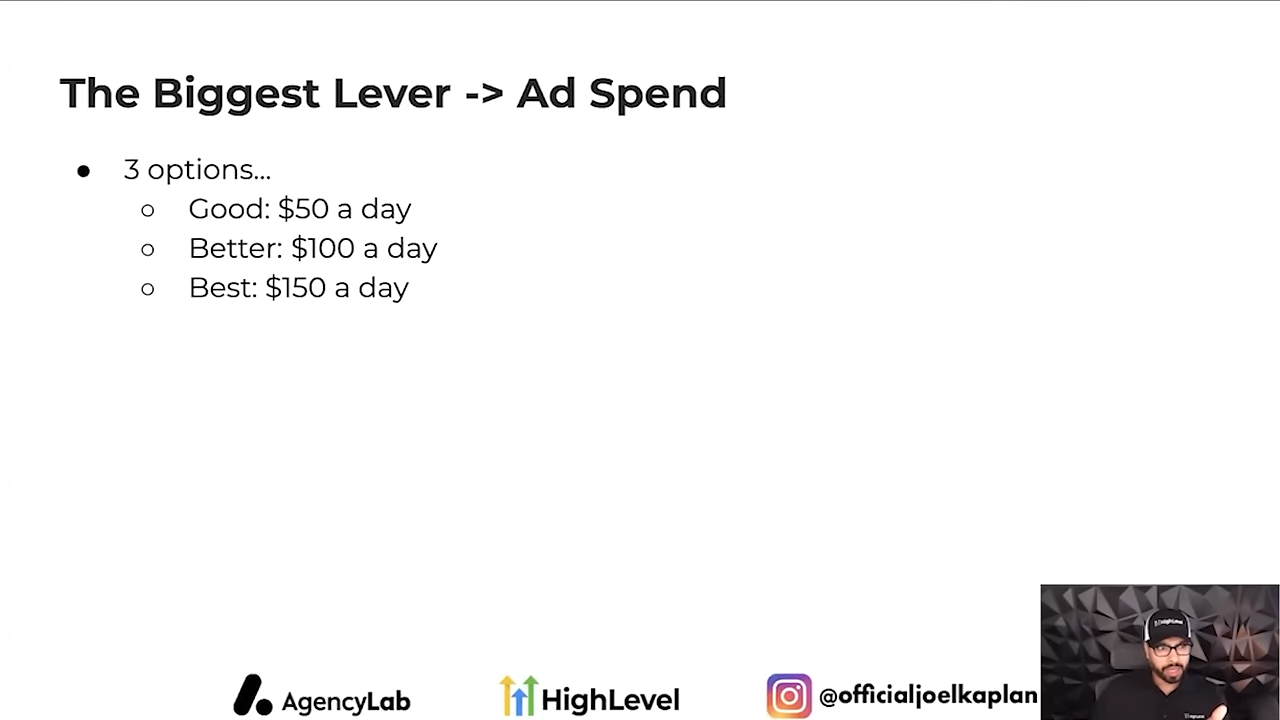 The Biggest Lever -> Ad Spend
● 3 options...
○ Good: $50 a day
○ Better: $100 a day
○ Best: $150 a day
AgencyLab
HighLevel
@officialjoelkaplan
HighLevel